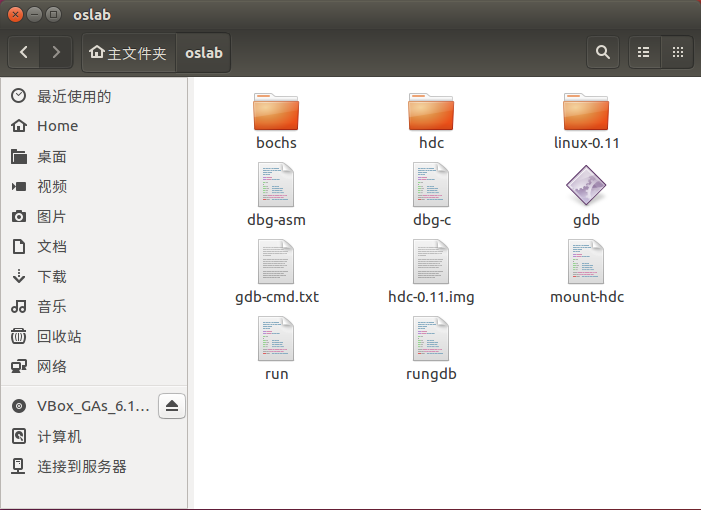 oslab
主文件夹 oslab
最近使用的
Home
桌面
视频
图片
文档
下载
音乐
回收站
网络
VBox_GAs_6.1...
计算机
连接到服务器
bochs hdc linux-0.11
dbg-asm dbg-c gdb
gdb-cmd.txt hdc-0.11.img mount-hdc
run rungdb